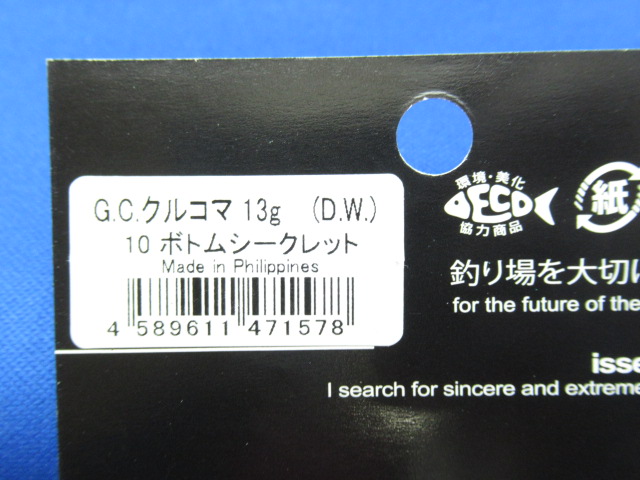 G.C.クルコマ 13g (D.W.)
10 ボトムシークレット
Made in Philippines
4 589611 471578
環境・美化
ECO
協力商品
紙
釣り場を大切に
for the future of the
isse
I search for sincere and extreme